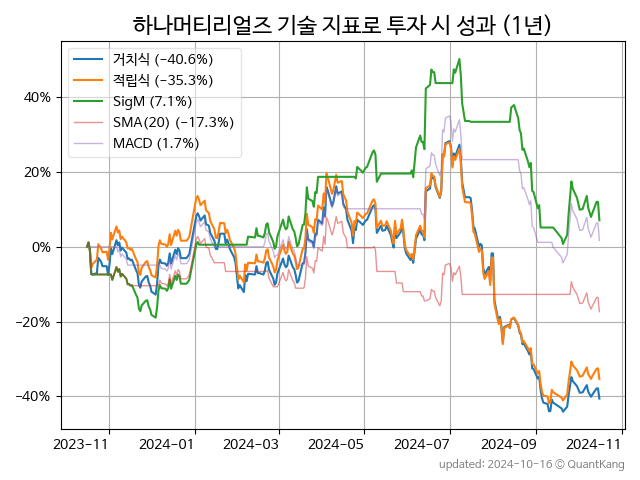 하나머티리얼즈 기술 지표로 투자 시 성과 (1년)
거치식 (−40.6%)
적립식 (−35.3%)
SigM (7.1%)
SMA(20) (−17.3%)
MACD (1.7%)
40%
20%
0%
−20%
−40%
2023-11 2024-01 2024-03 2024-05 2024-07 2024-09 2024-11
updated: 2024-10-16 © QuantKang